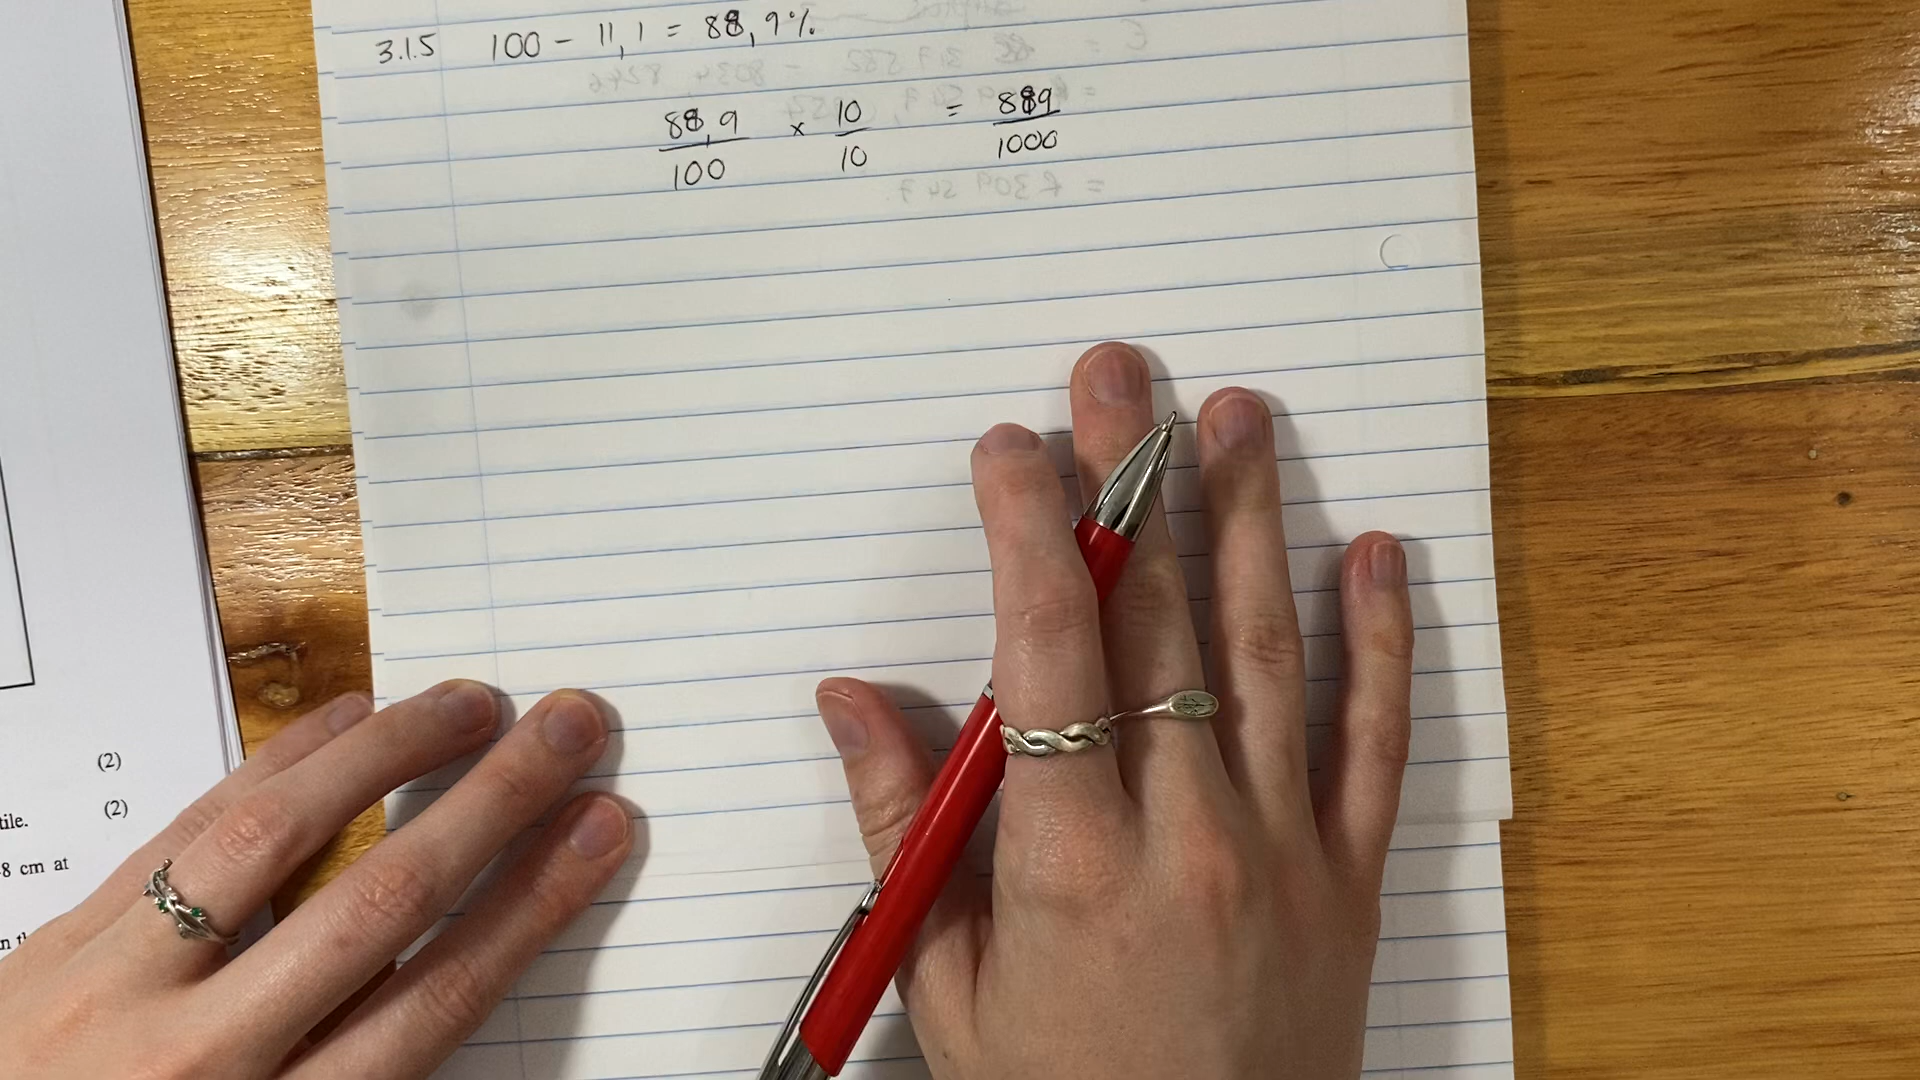 3.1.5 100 - 11,1 = 88,9%
88,9/100 × 10/10 = 889/1000
(2)
tile. (2)
8 cm at